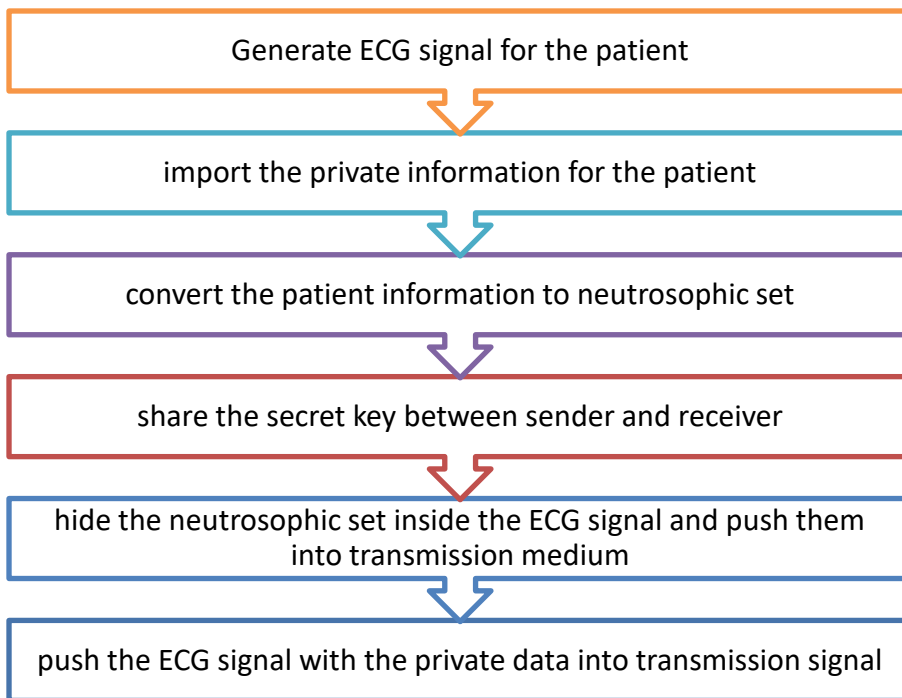 Generate ECG signal for the patient
import the private information for the patient
convert the patient information to neutrosophic set
share the secret key between sender and receiver
hide the neutrosophic set inside the ECG signal and push them
into transmission medium
push the ECG signal with the private data into transmission signal